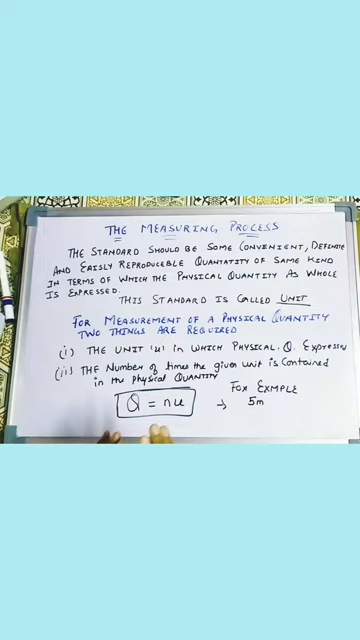 THE MEASURING PROCESS
THE STANDARD SHOULD BE SOME CONVENIENT, DEFINATE
AND EAISLY REPRODUCIBLE QUANTATITY OF SAME KIND
IN TERMS OF WHICH THE PHYSICAL QUANTITY AS WHOLE
IS EXPRESSED.
THIS STANDARD IS CALLED UNIT
FOR MEASUREMENT OF A PHYSICAL QUANTITY
TWO THINGS ARE REQUIRED
(i) THE UNIT 'u' IN WHICH PHYSICAL. Q. EXPRESSED
(ii) THE NUMBER OF TIMES THE GIVEN UNIT IS CONTAINED
in the PHYSICAL QUANTITY
FOX EXMPLE
Q = nu → 5m